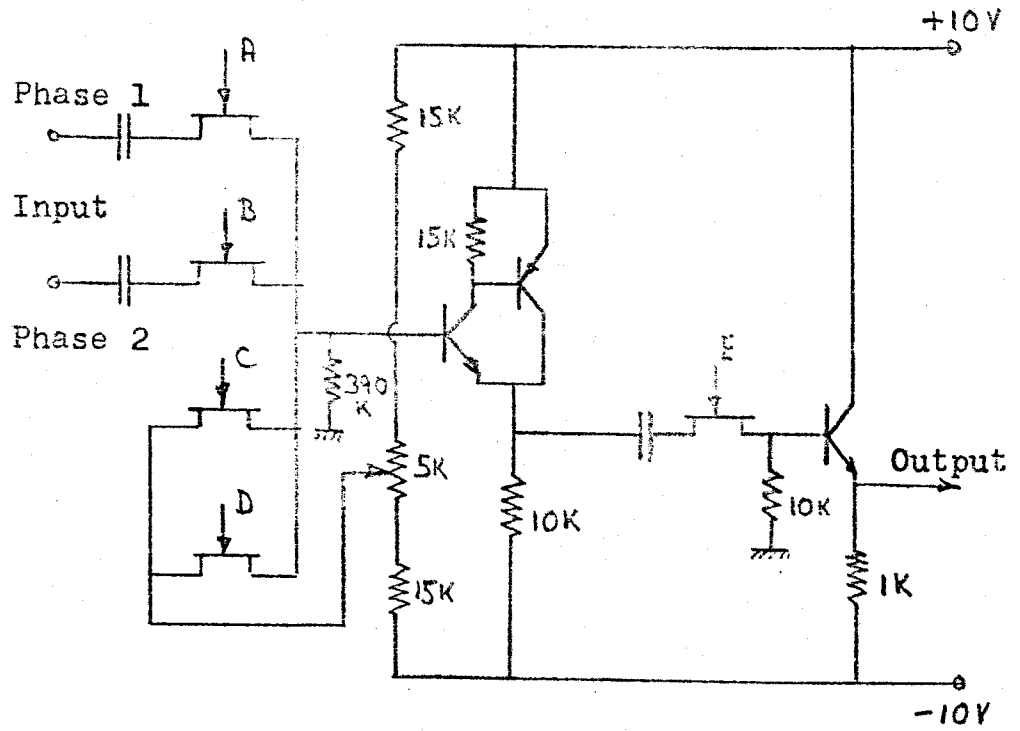 +10V
A
Phase 1
15K
Input
B
15K
Phase 2
C
390
K
E
5K
Output
D
10K
10K
15K
1K
-10V